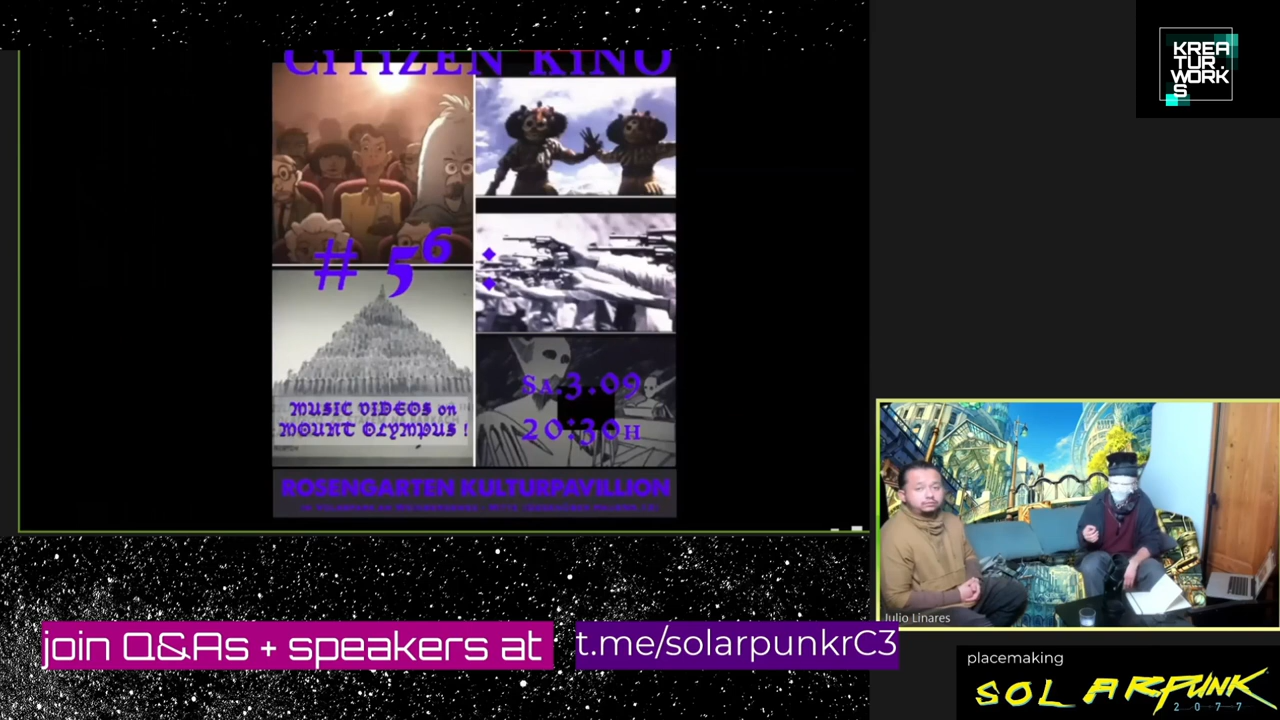 CITIZEN KINO
# 56 :
MUSIC VIDEOS on
MOUNT OLYMPUS !
SA.3.09
20:30H
ROSENGARTEN KULTURPAVILLION
KREA
TUR.
WORK
S
Julio Linares
join Q&As + speakers at
t.me/solarpunkrC3
placemaking
SOLARPUNK
2077